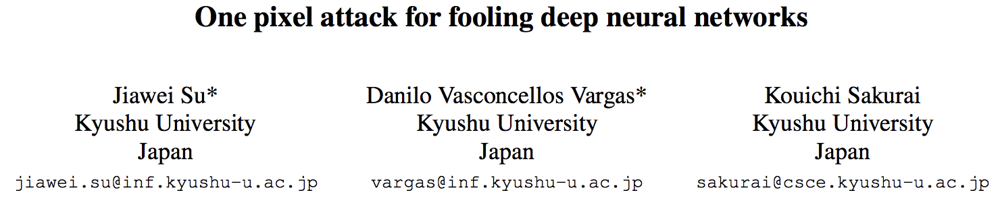 One pixel attack for fooling deep neural networks
Jiawei Su*
Kyushu University
Japan
jiawei.su@inf.kyushu-u.ac.jp
Danilo Vasconcellos Vargas*
Kyushu University
Japan
vargas@inf.kyushu-u.ac.jp
Kouichi Sakurai
Kyushu University
Japan
sakurai@csce.kyushu-u.ac.jp